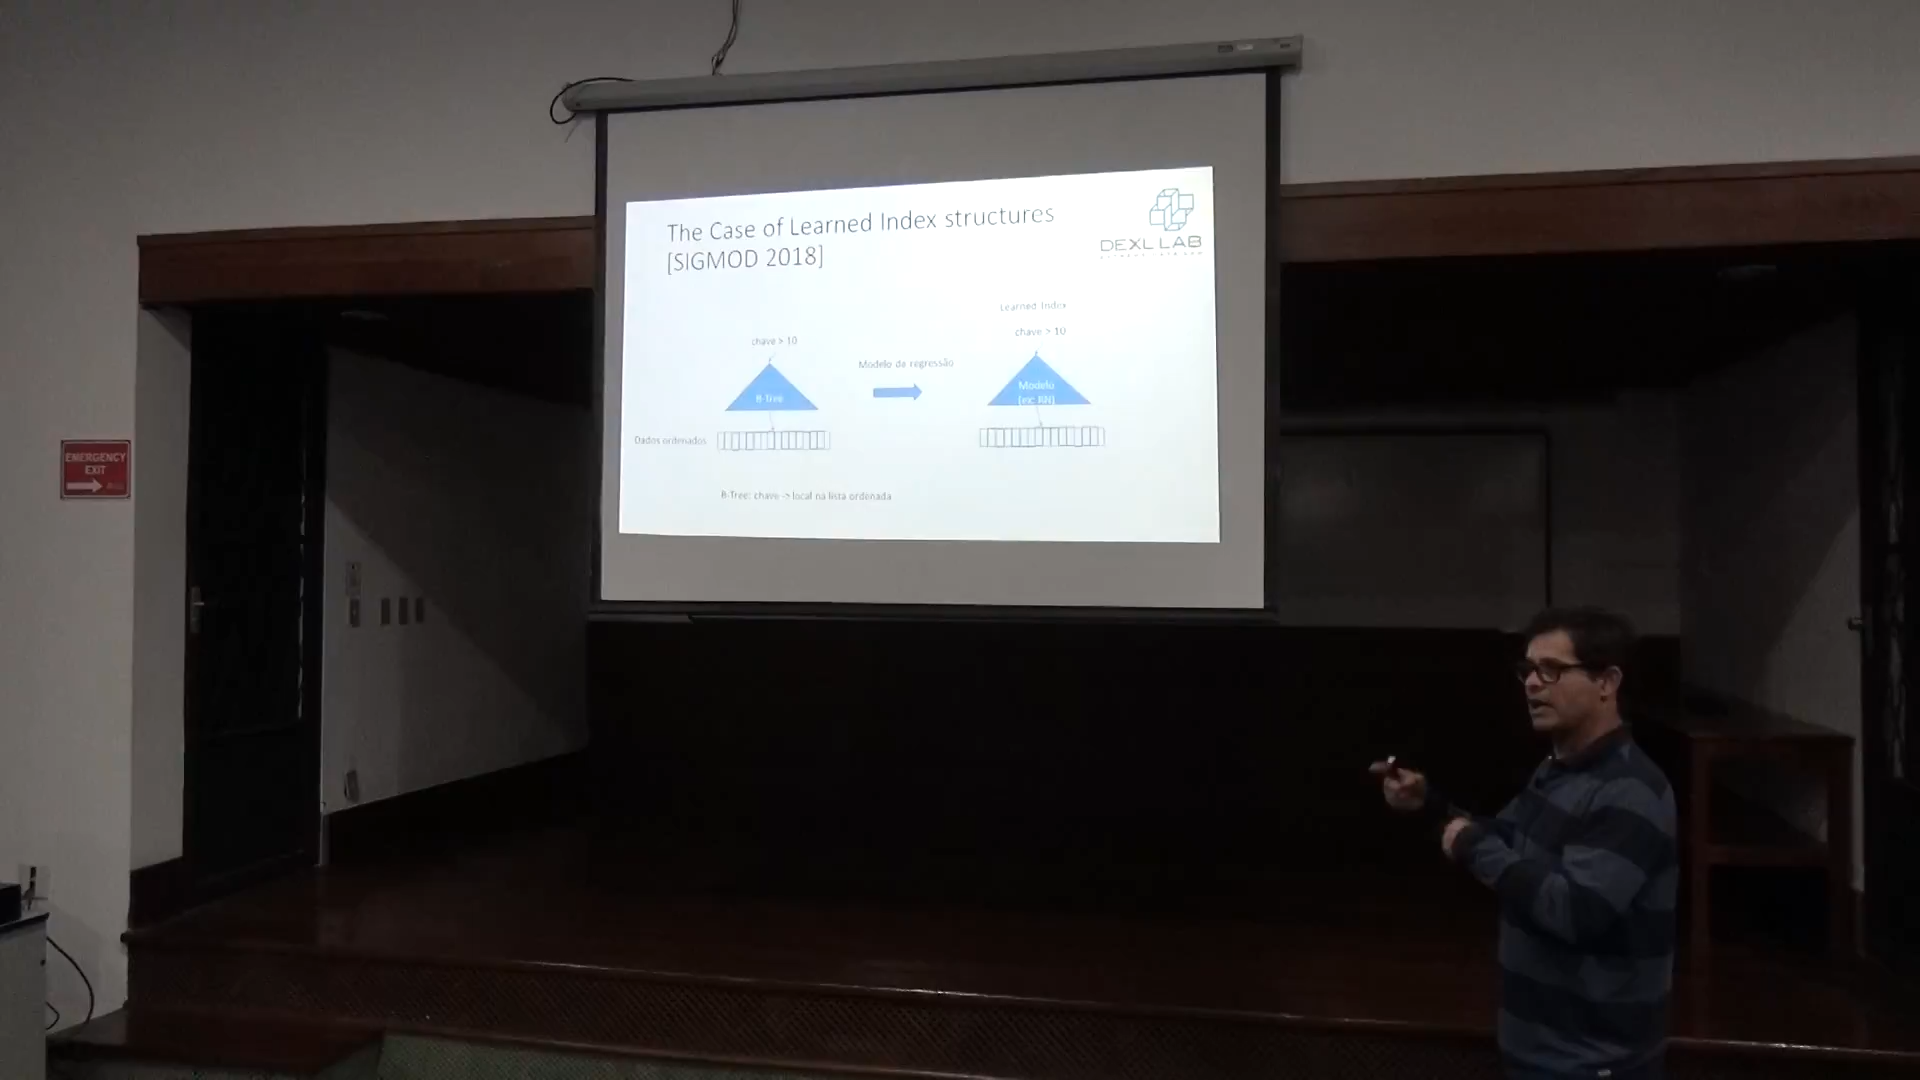 The Case of Learned Index structures
[SIGMOD 2018]
DEXL LAB
Learned Index
chave > 10
chave > 10
Modelo de regressão
B-Tree
Modelo
[ex: RN]
Dados ordenados
B-Tree: chave -> local na lista ordenada
EMERGENCY
EXIT